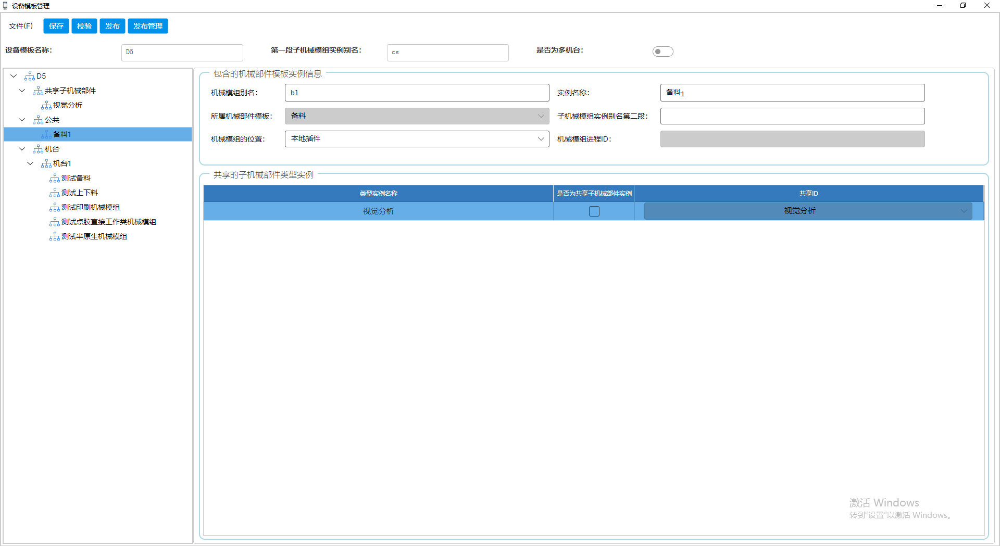 设备模板管理
文件(F) 保存 校验 发布 发布管理
设备模板名称： D5 第一段子机械模组实例别名： cs 是否为多机台：
D5
共享子机械部件
视觉分析
公共
备料1
机台
机台1
测试备料
测试上下料
测试印刷机械模组
测试点胶直接工作类机械模组
测试半原生机械模组
包含的机械部件模板实例信息
机械模组别名： bl 实例名称： 备料1
所属机械部件模板： 备料 子机械模组实例别名第二段：
机械模组的位置： 本地插件 机械模组进程ID：
共享的子机械部件类型实例
类型实例名称 是否为共享子机械部件实例 共享ID
视觉分析 视觉分析
激活 Windows
转到"设置"以激活 Windows。